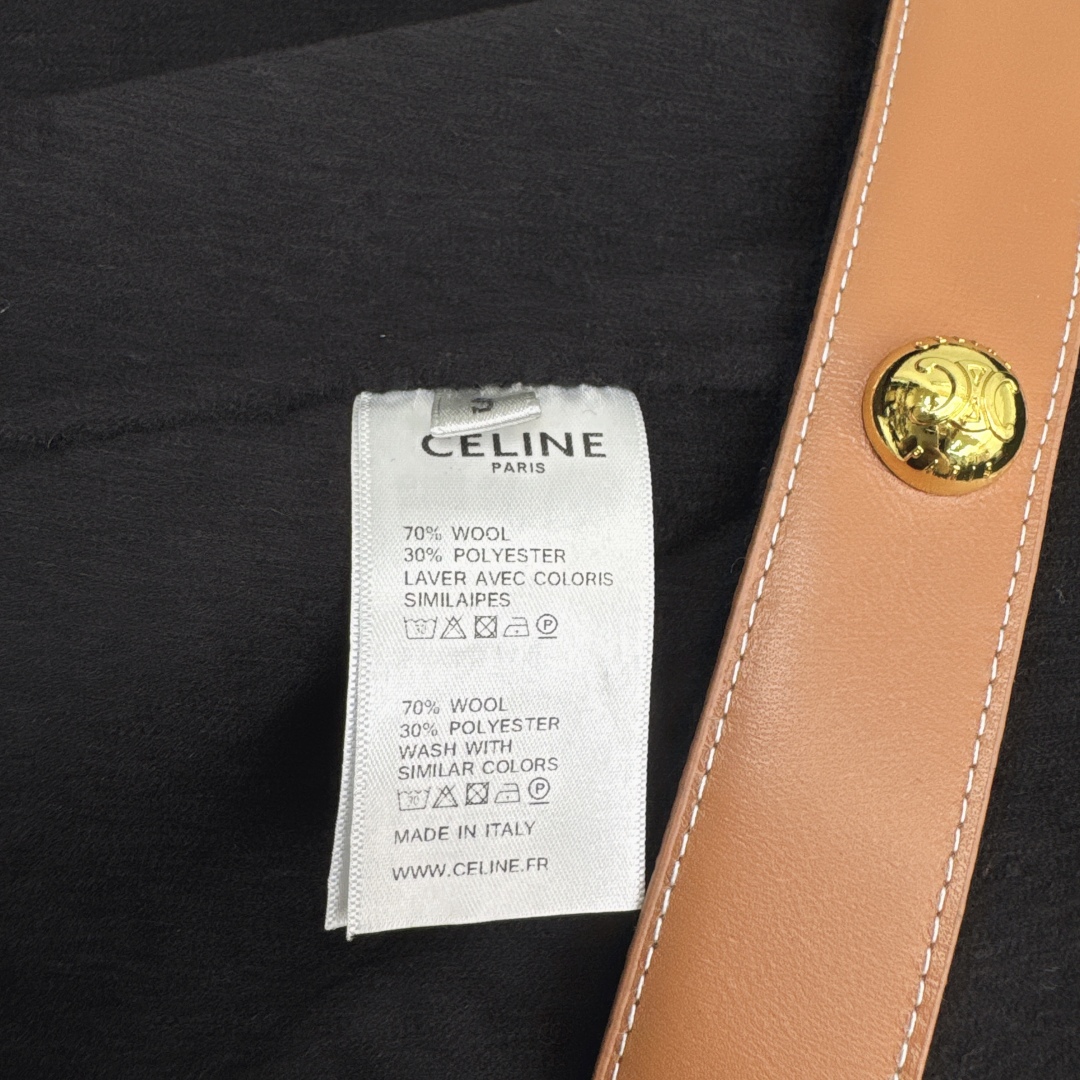 CELINE
PARIS
70% WOOL
30% POLYESTER
LAVER AVEC COLORIS
SIMILAIPES
P
70% WOOL
30% POLYESTER
WASH WITH
SIMILAR COLORS
P
MADE IN ITALY
WWW.CELINE.FR